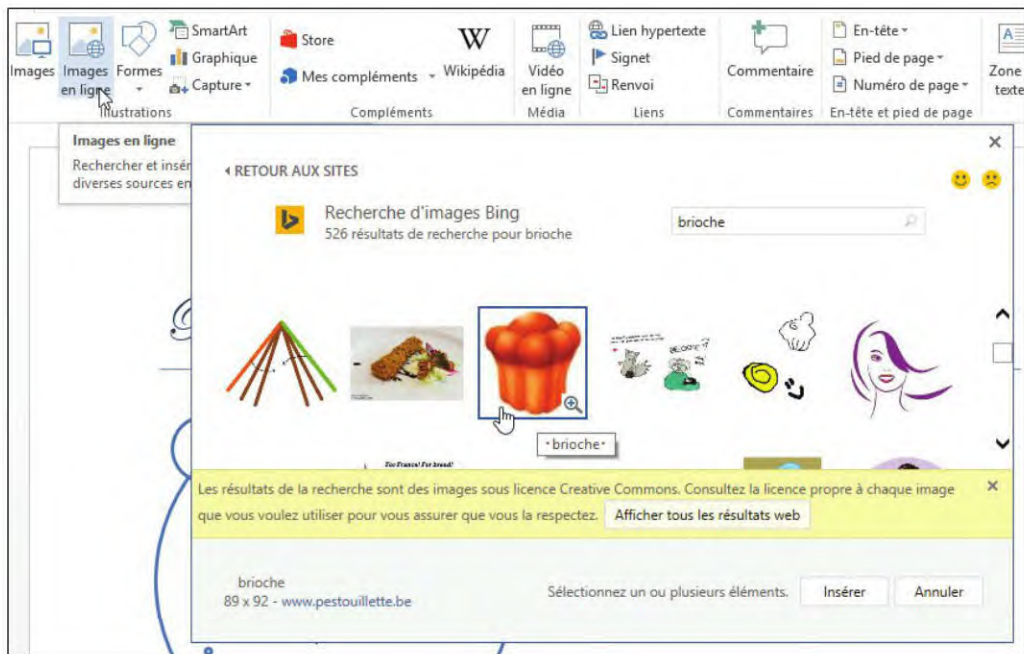 SmartArt
Graphique
Capture
Images
Images en ligne
Formes
Illustrations
Store
Mes compléments
W
Wikipédia
Compléments
Vidéo en ligne
Média
Lien hypertexte
Signet
Renvoi
Liens
Commentaire
Commentaires
En-tête
Pied de page
Numéro de page
En-tête et pied de page
A
Zone
texte
Images en ligne
Rechercher et insér
diverses sources en
RETOUR AUX SITES
Recherche d'images Bing
526 résultats de recherche pour brioche
brioche
·brioche·
For France! For bread!
Les résultats de la recherche sont des images sous licence Creative Commons. Consultez la licence propre à chaque image
que vous voulez utiliser pour vous assurer que vous la respectez. Afficher tous les résultats web
brioche
89 x 92 - www.pestouillette.be
Sélectionnez un ou plusieurs éléments. Insérer Annuler